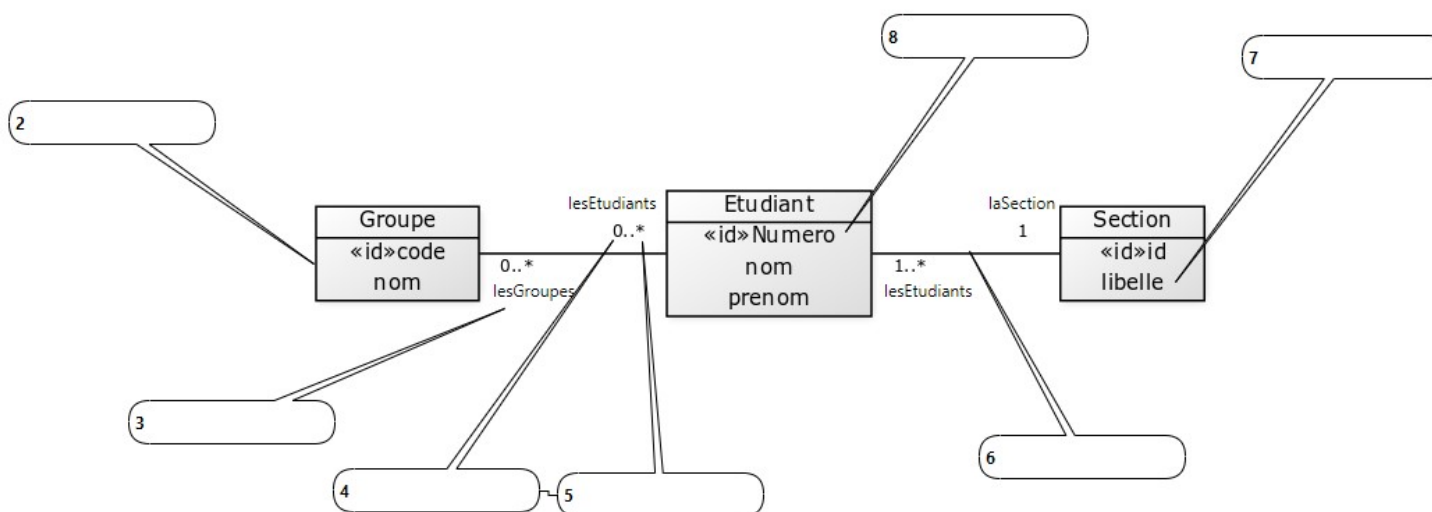 8
7
2
lesEtudiants
laSection
Groupe
Etudiant
Section
«id»code
nom
0..*
«id»Numero
nom
prenom
1
«id»id
libelle
0..*
lesGroupes
1..*
lesEtudiants
3
4
5
6